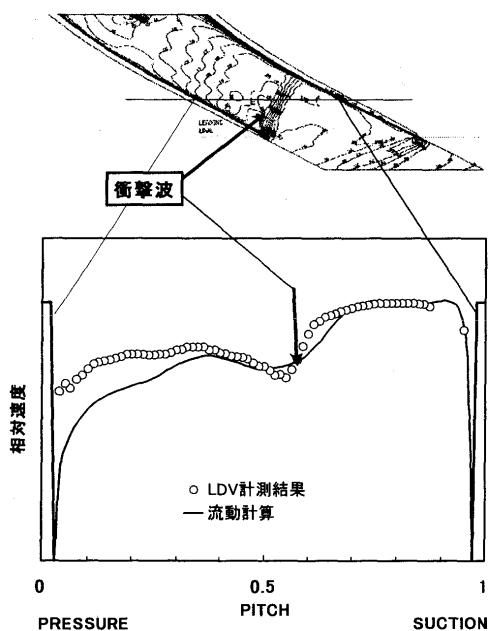 衝撃波
相対速度
○ LDV計測結果
— 流動計算
0 0.5 1
PITCH
PRESSURE SUCTION